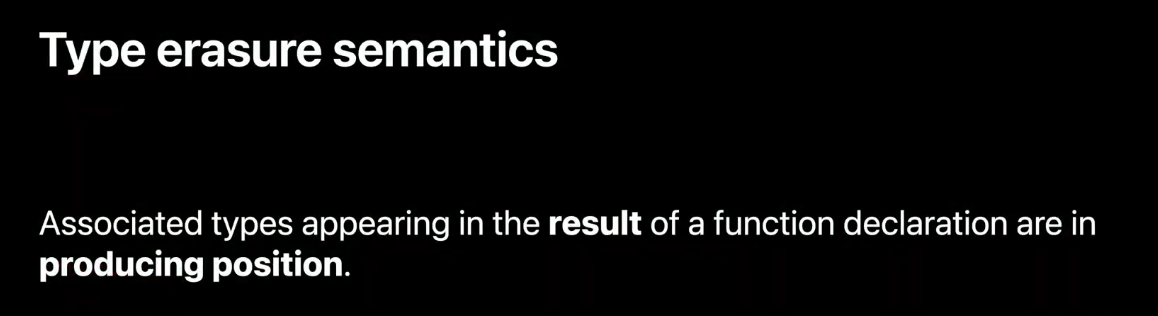 Type erasure semantics
Associated types appearing in the result of a function declaration are in
producing position.